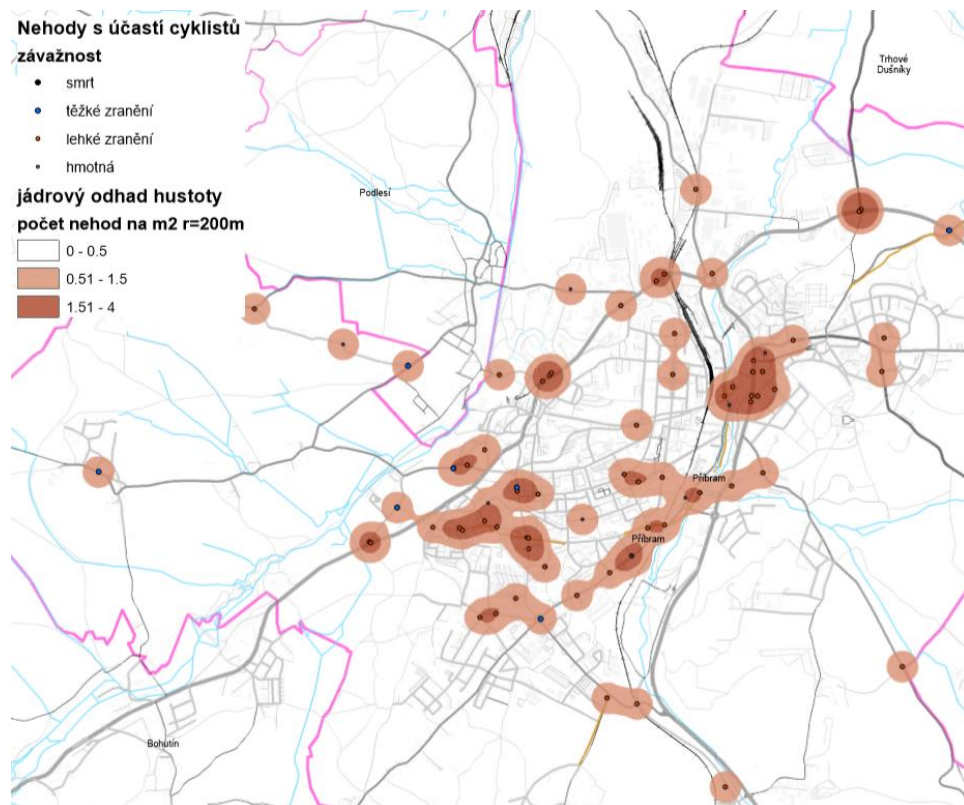 Nehody s účastí cyklistů
závažnost
smrt
těžké zranění
lehké zranění
hmotná
jádrový odhad hustoty
počet nehod na m2 r=200m
0 - 0.5
0.51 - 1.5
1.51 - 4
Trhové
Dušníky
Podlesí
Příbram
Příbram
Bohutín